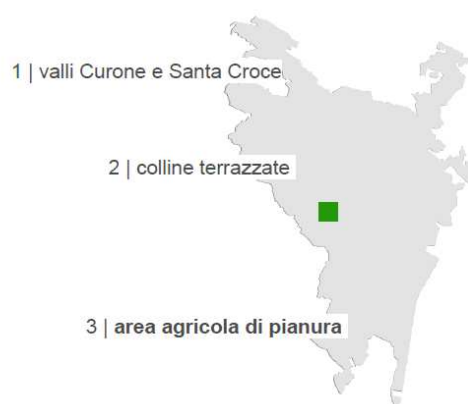 1 | valli Curone e Santa Croce
2 | colline terrazzate
3 | area agricola di pianura